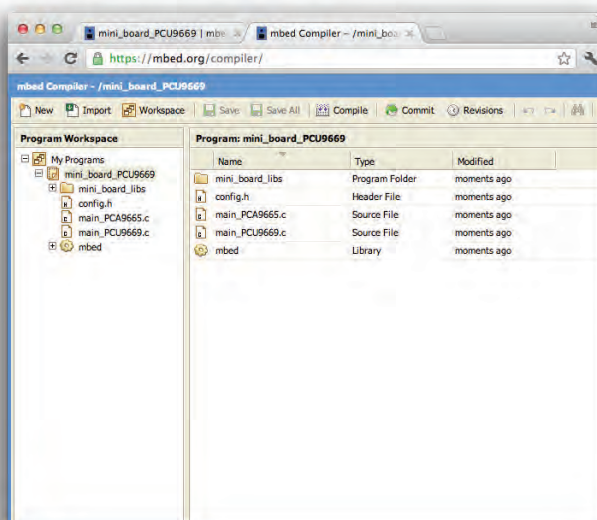 mini_board_PCU9669 | mbe
mbed Compiler – /mini_boa
https://mbed.org/compiler/
mbed Compiler - /mini_board_PCU9669
New Import Workspace Save Save All Compile Commit Revisions
Program Workspace
My Programs
mini_board_PCU9669
mini_board_libs
config.h
main_PCA9665.c
main_PCU9669.c
mbed
Program: mini_board_PCU9669
Name Type Modified
mini_board_libs Program Folder moments ago
config.h Header File moments ago
main_PCA9665.c Source File moments ago
main_PCU9669.c Source File moments ago
mbed Library moments ago